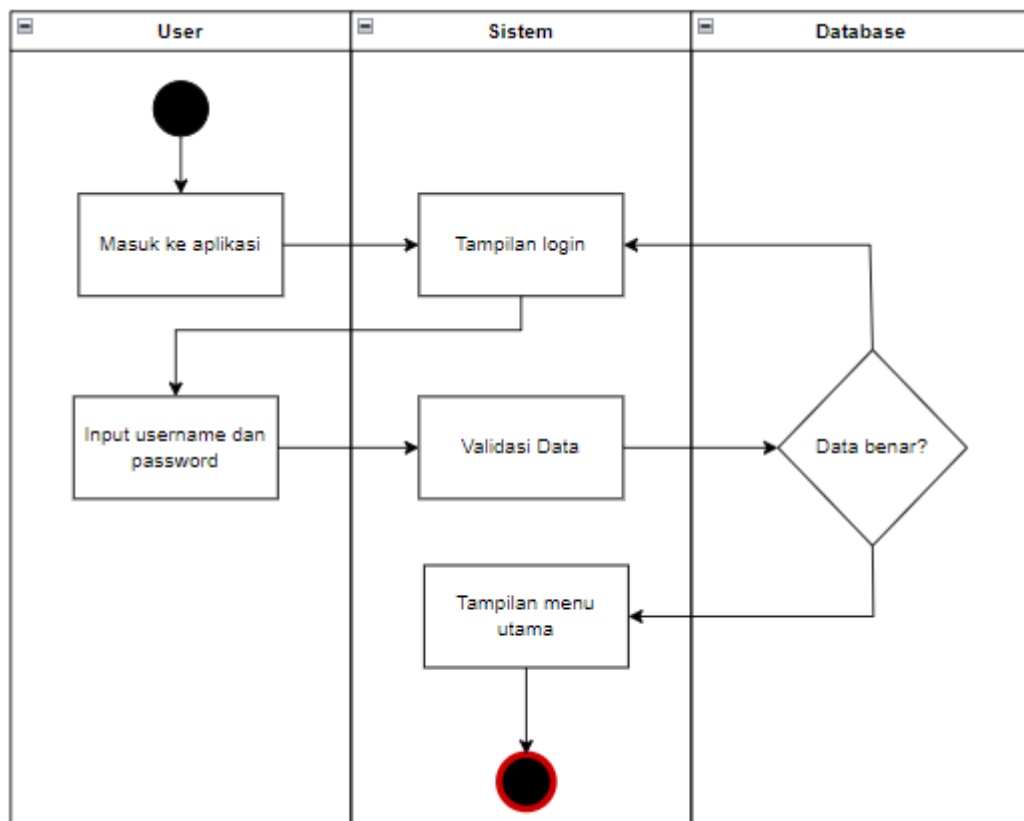 User
Sistem
Database
Masuk ke aplikasi
Tampilan login
Input username dan
password
Validasi Data
Data benar?
Tampilan menu
utama